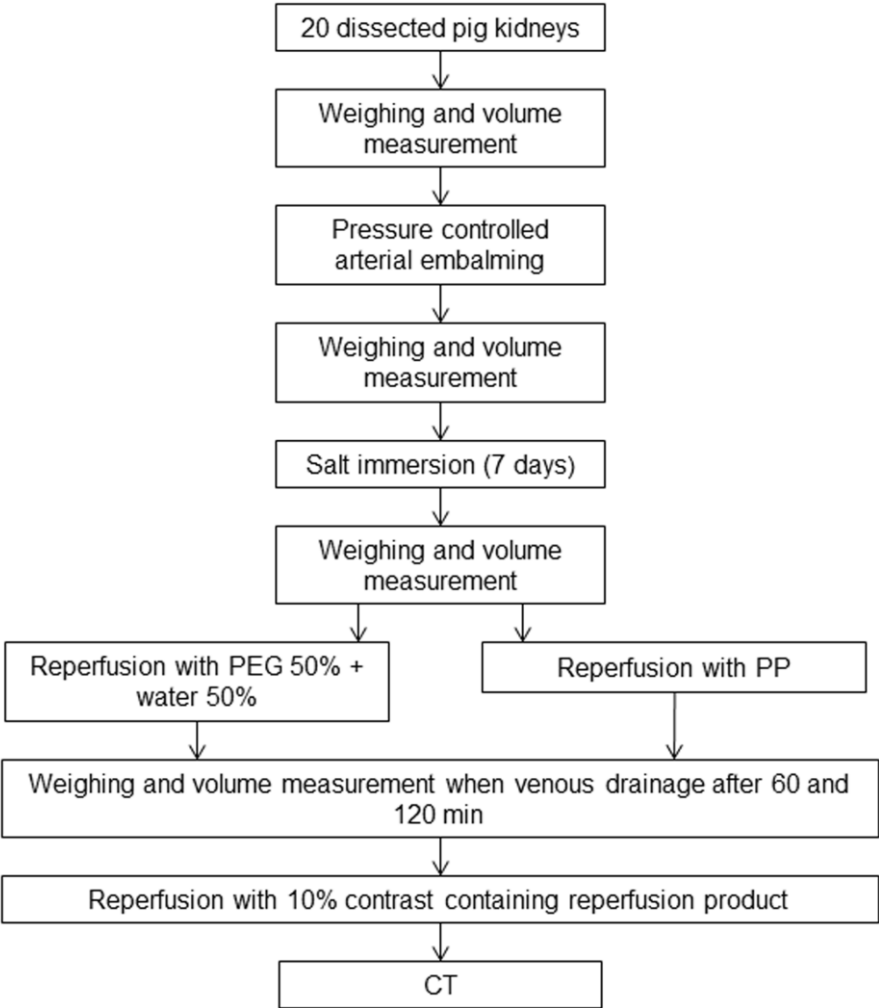 20 dissected pig kidneys
Weighing and volume
measurement
Pressure controlled
arterial embalming
Weighing and volume
measurement
Salt immersion (7 days)
Weighing and volume
measurement
Reperfusion with PEG 50% +
water 50%
Reperfusion with PP
Weighing and volume measurement when venous drainage after 60 and
120 min
Reperfusion with 10% contrast containing reperfusion product
CT